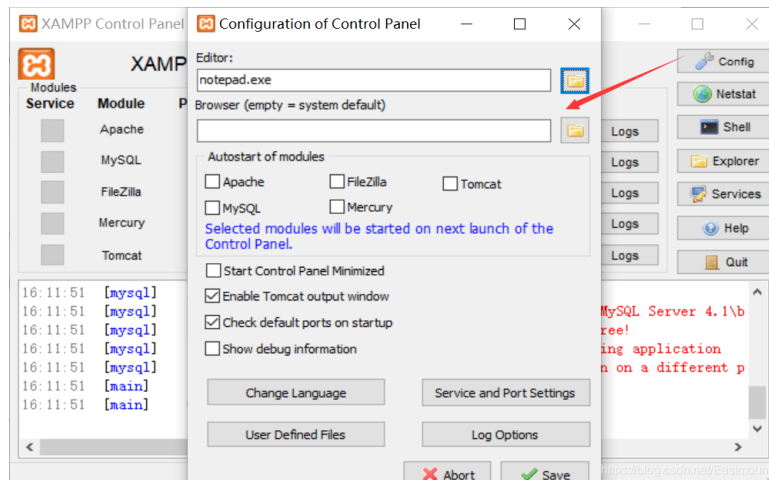 XAMPP Control Panel
Configuration of Control Panel
XAMP
Modules
Service Module P
Apache
MySQL
FileZilla
Mercury
Tomcat
Editor:
notepad.exe
Browser (empty = system default)
Autostart of modules
Apache FileZilla Tomcat
MySQL Mercury
Selected modules will be started on next launch of the
Control Panel.
Start Control Panel Minimized
Enable Tomcat output window
Check default ports on startup
Show debug information
Change Language Service and Port Settings
User Defined Files Log Options
Abort Save
Logs
Logs
Logs
Logs
Logs
Config
Netstat
Shell
Explorer
Services
Help
Quit
16:11:51 [mysql] MySQL Server 4.1\b
16:11:51 [mysql] ree!
16:11:51 [mysql] ing application
16:11:51 [mysql] n on a different p
16:11:51 [mysql]
16:11:51 [main]
16:11:51 [main]
https://blog.csdn.net/Eastmoun